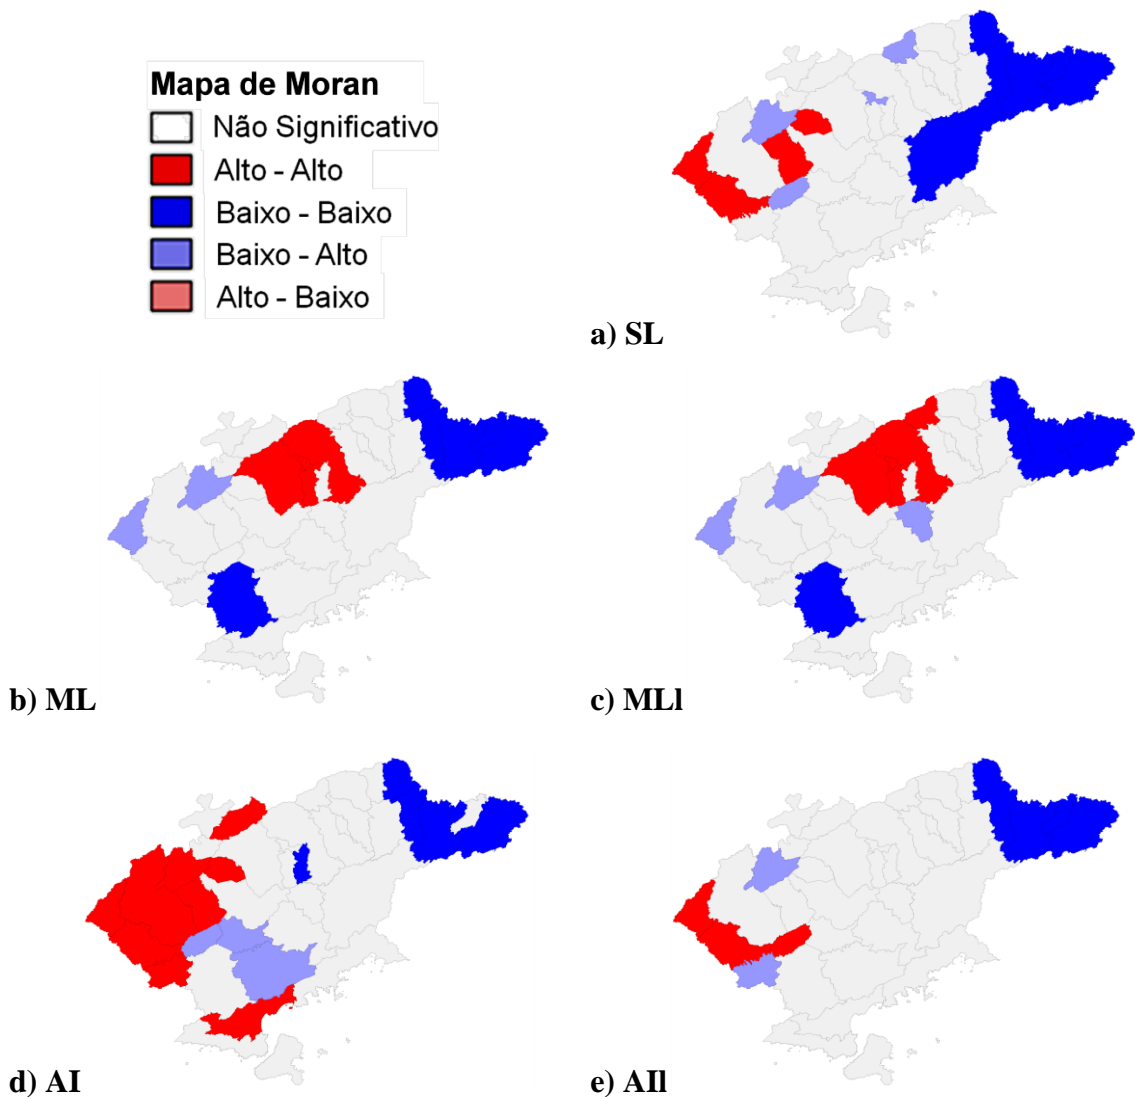 Mapa de Moran
Não Significativo
Alto - Alto
Baixo - Baixo
Baixo - Alto
Alto - Baixo
a) SL
b) ML
c) MLl
d) AI
e) AIl